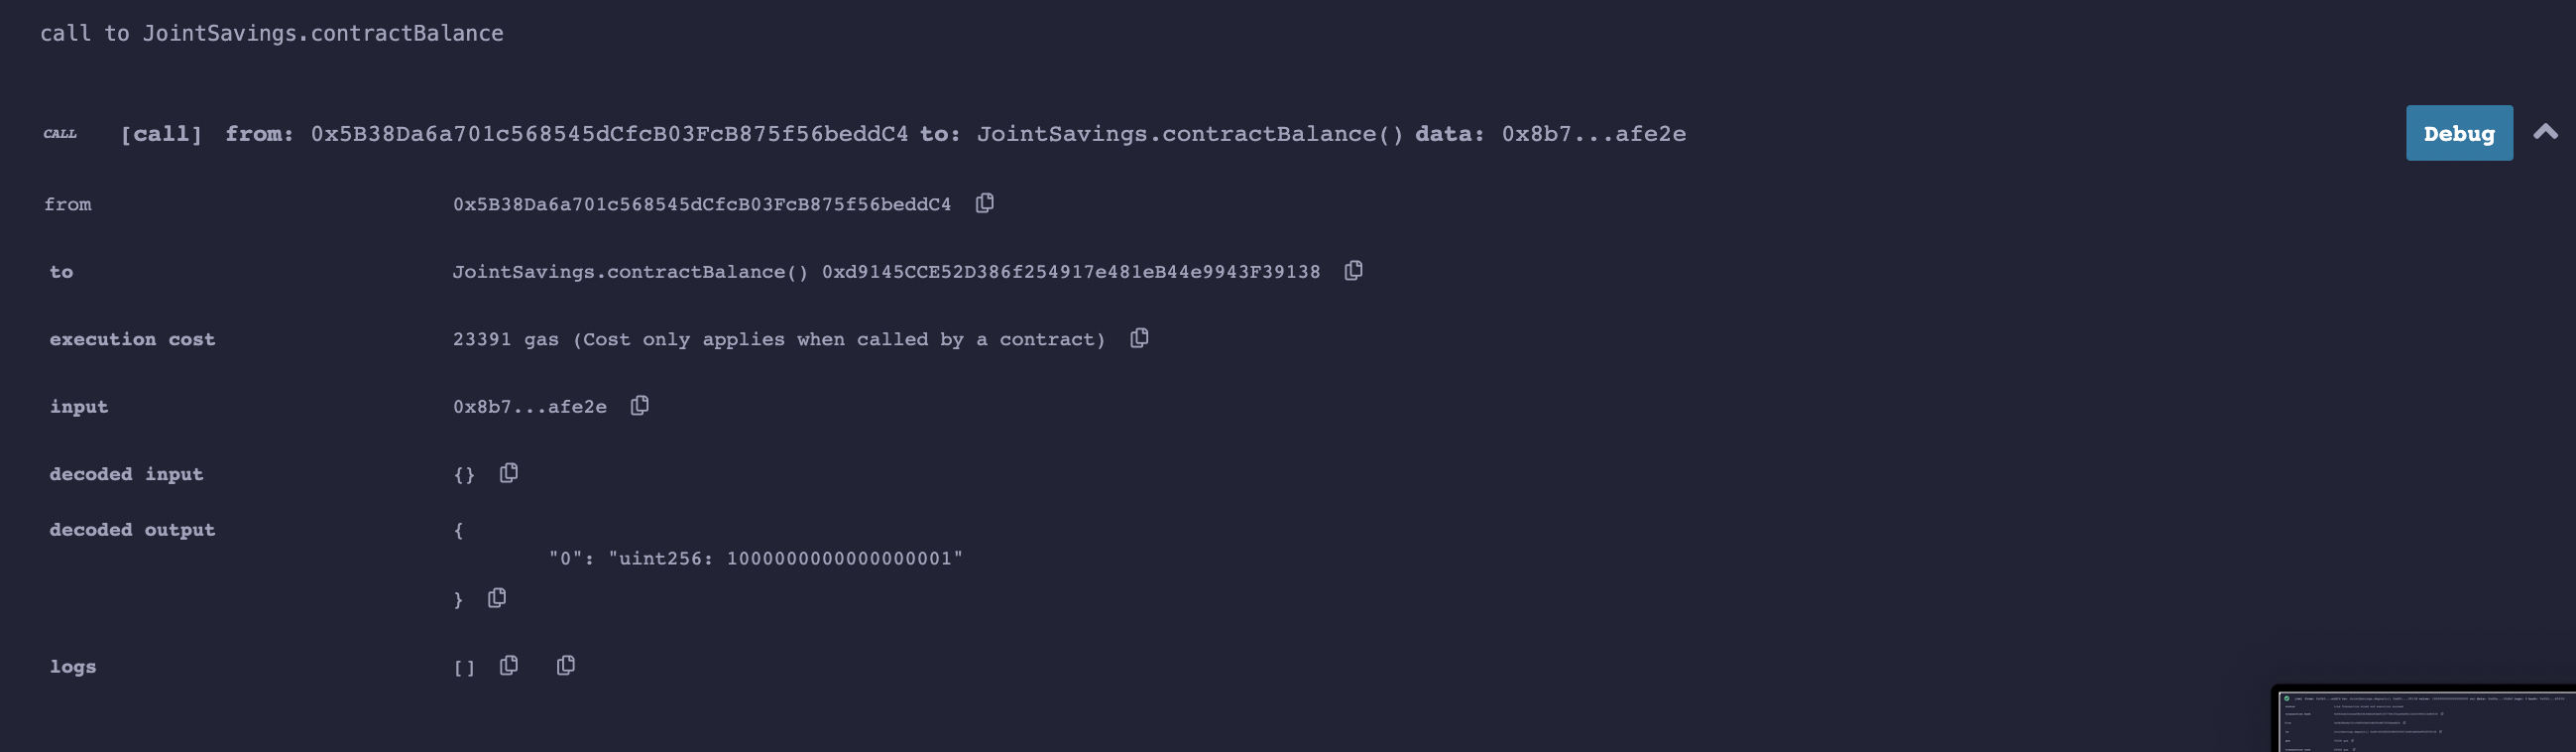 call to JointSavings.contractBalance
CALL [call] from: 0x5B38Da6a701c568545dCfcB03FcB875f56beddC4 to: JointSavings.contractBalance() data: 0x8b7...afe2e Debug
from 0x5B38Da6a701c568545dCfcB03FcB875f56beddC4
to JointSavings.contractBalance() 0xd9145CCE52D386f254917e481eB44e9943F39138
execution cost 23391 gas (Cost only applies when called by a contract)
input 0x8b7...afe2e
decoded input {}
decoded output {
"0": "uint256: 10000000000000000001"
}
logs []